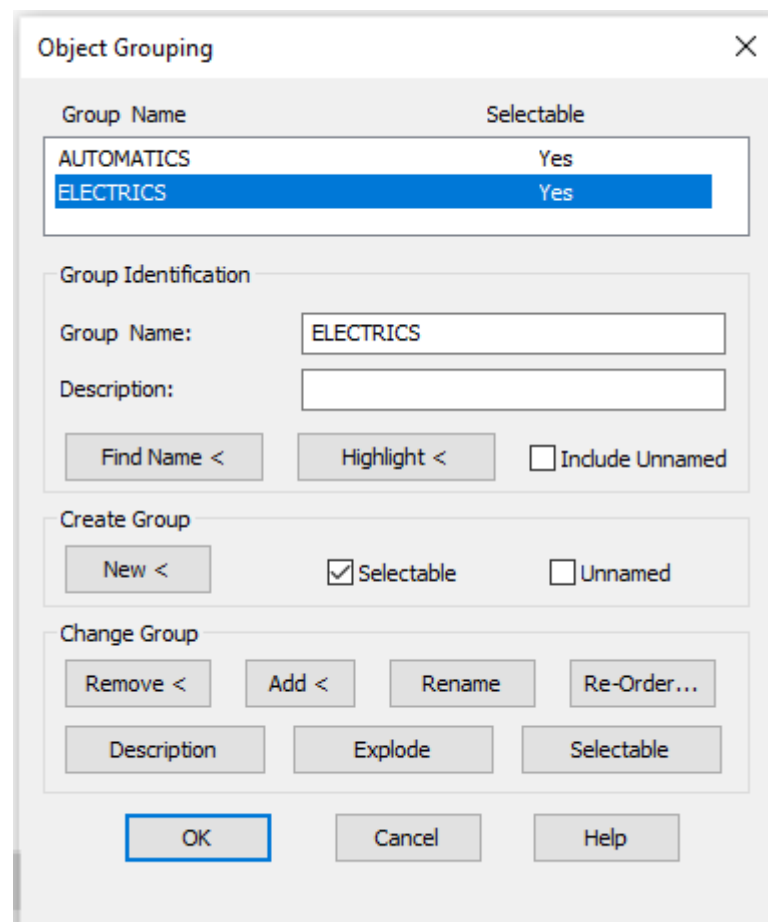 Object Grouping
Group Name Selectable
AUTOMATICS Yes
ELECTRICS Yes
Group Identification
Group Name: ELECTRICS
Description:
Find Name < Highlight < Include Unnamed
Create Group
New < Selectable Unnamed
Change Group
Remove < Add < Rename Re-Order...
Description Explode Selectable
OK Cancel Help